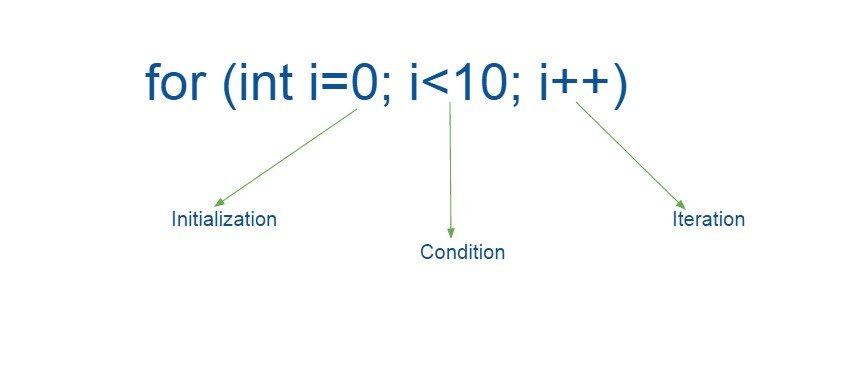 for (int i=0; i<10; i++)
Initialization
Condition
Iteration